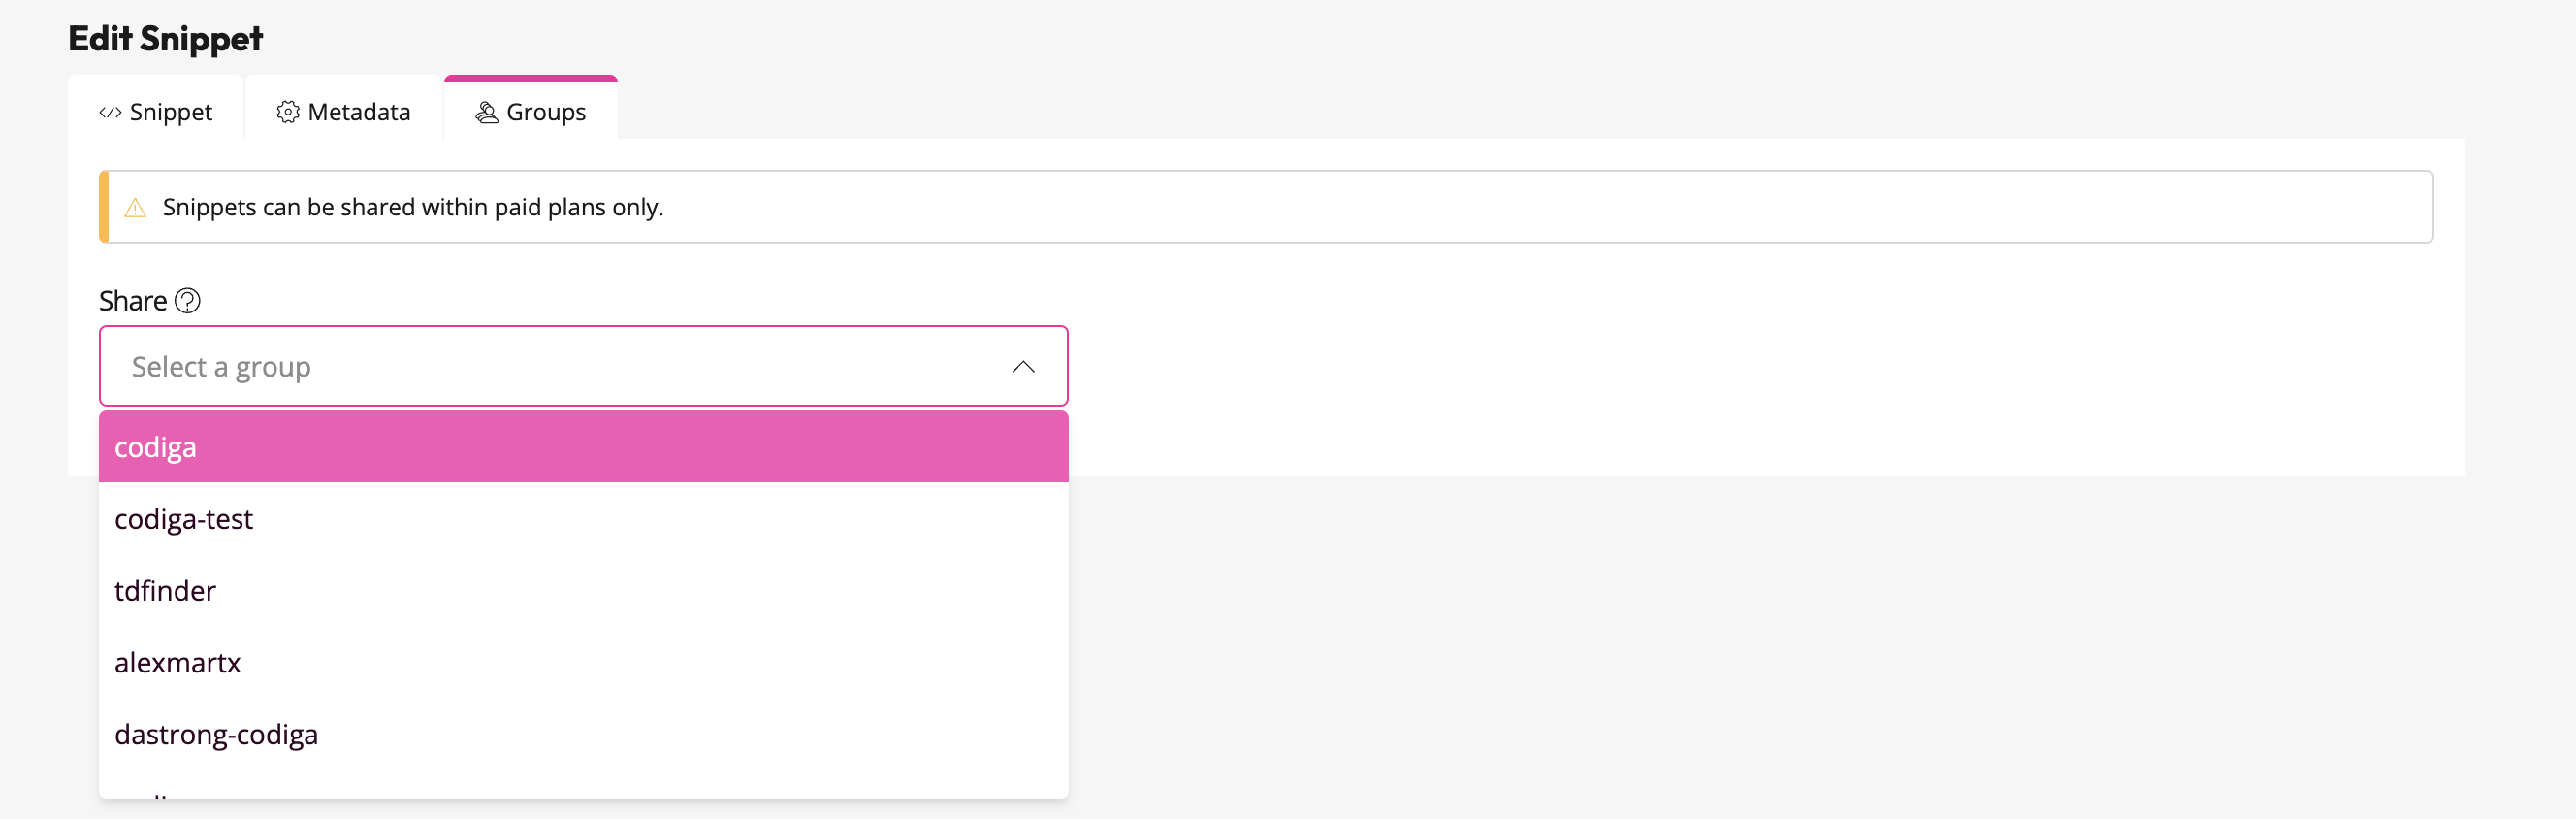 Edit Snippet
Snippet
Metadata
Groups
Snippets can be shared within paid plans only.
Share
Select a group
codiga
codiga-test
tdfinder
alexmartx
dastrong-codiga